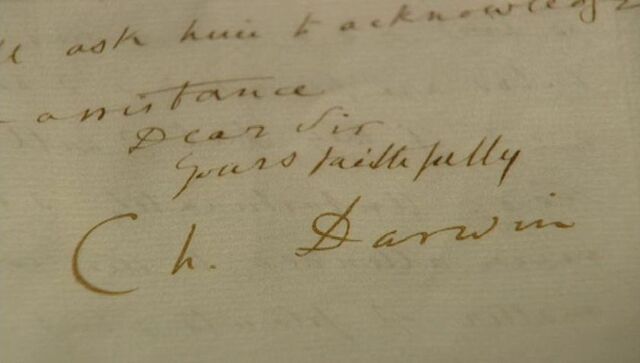 ask him to acknowledge
assistance
Dear Sir
yours faithfully
Ch. Darwin